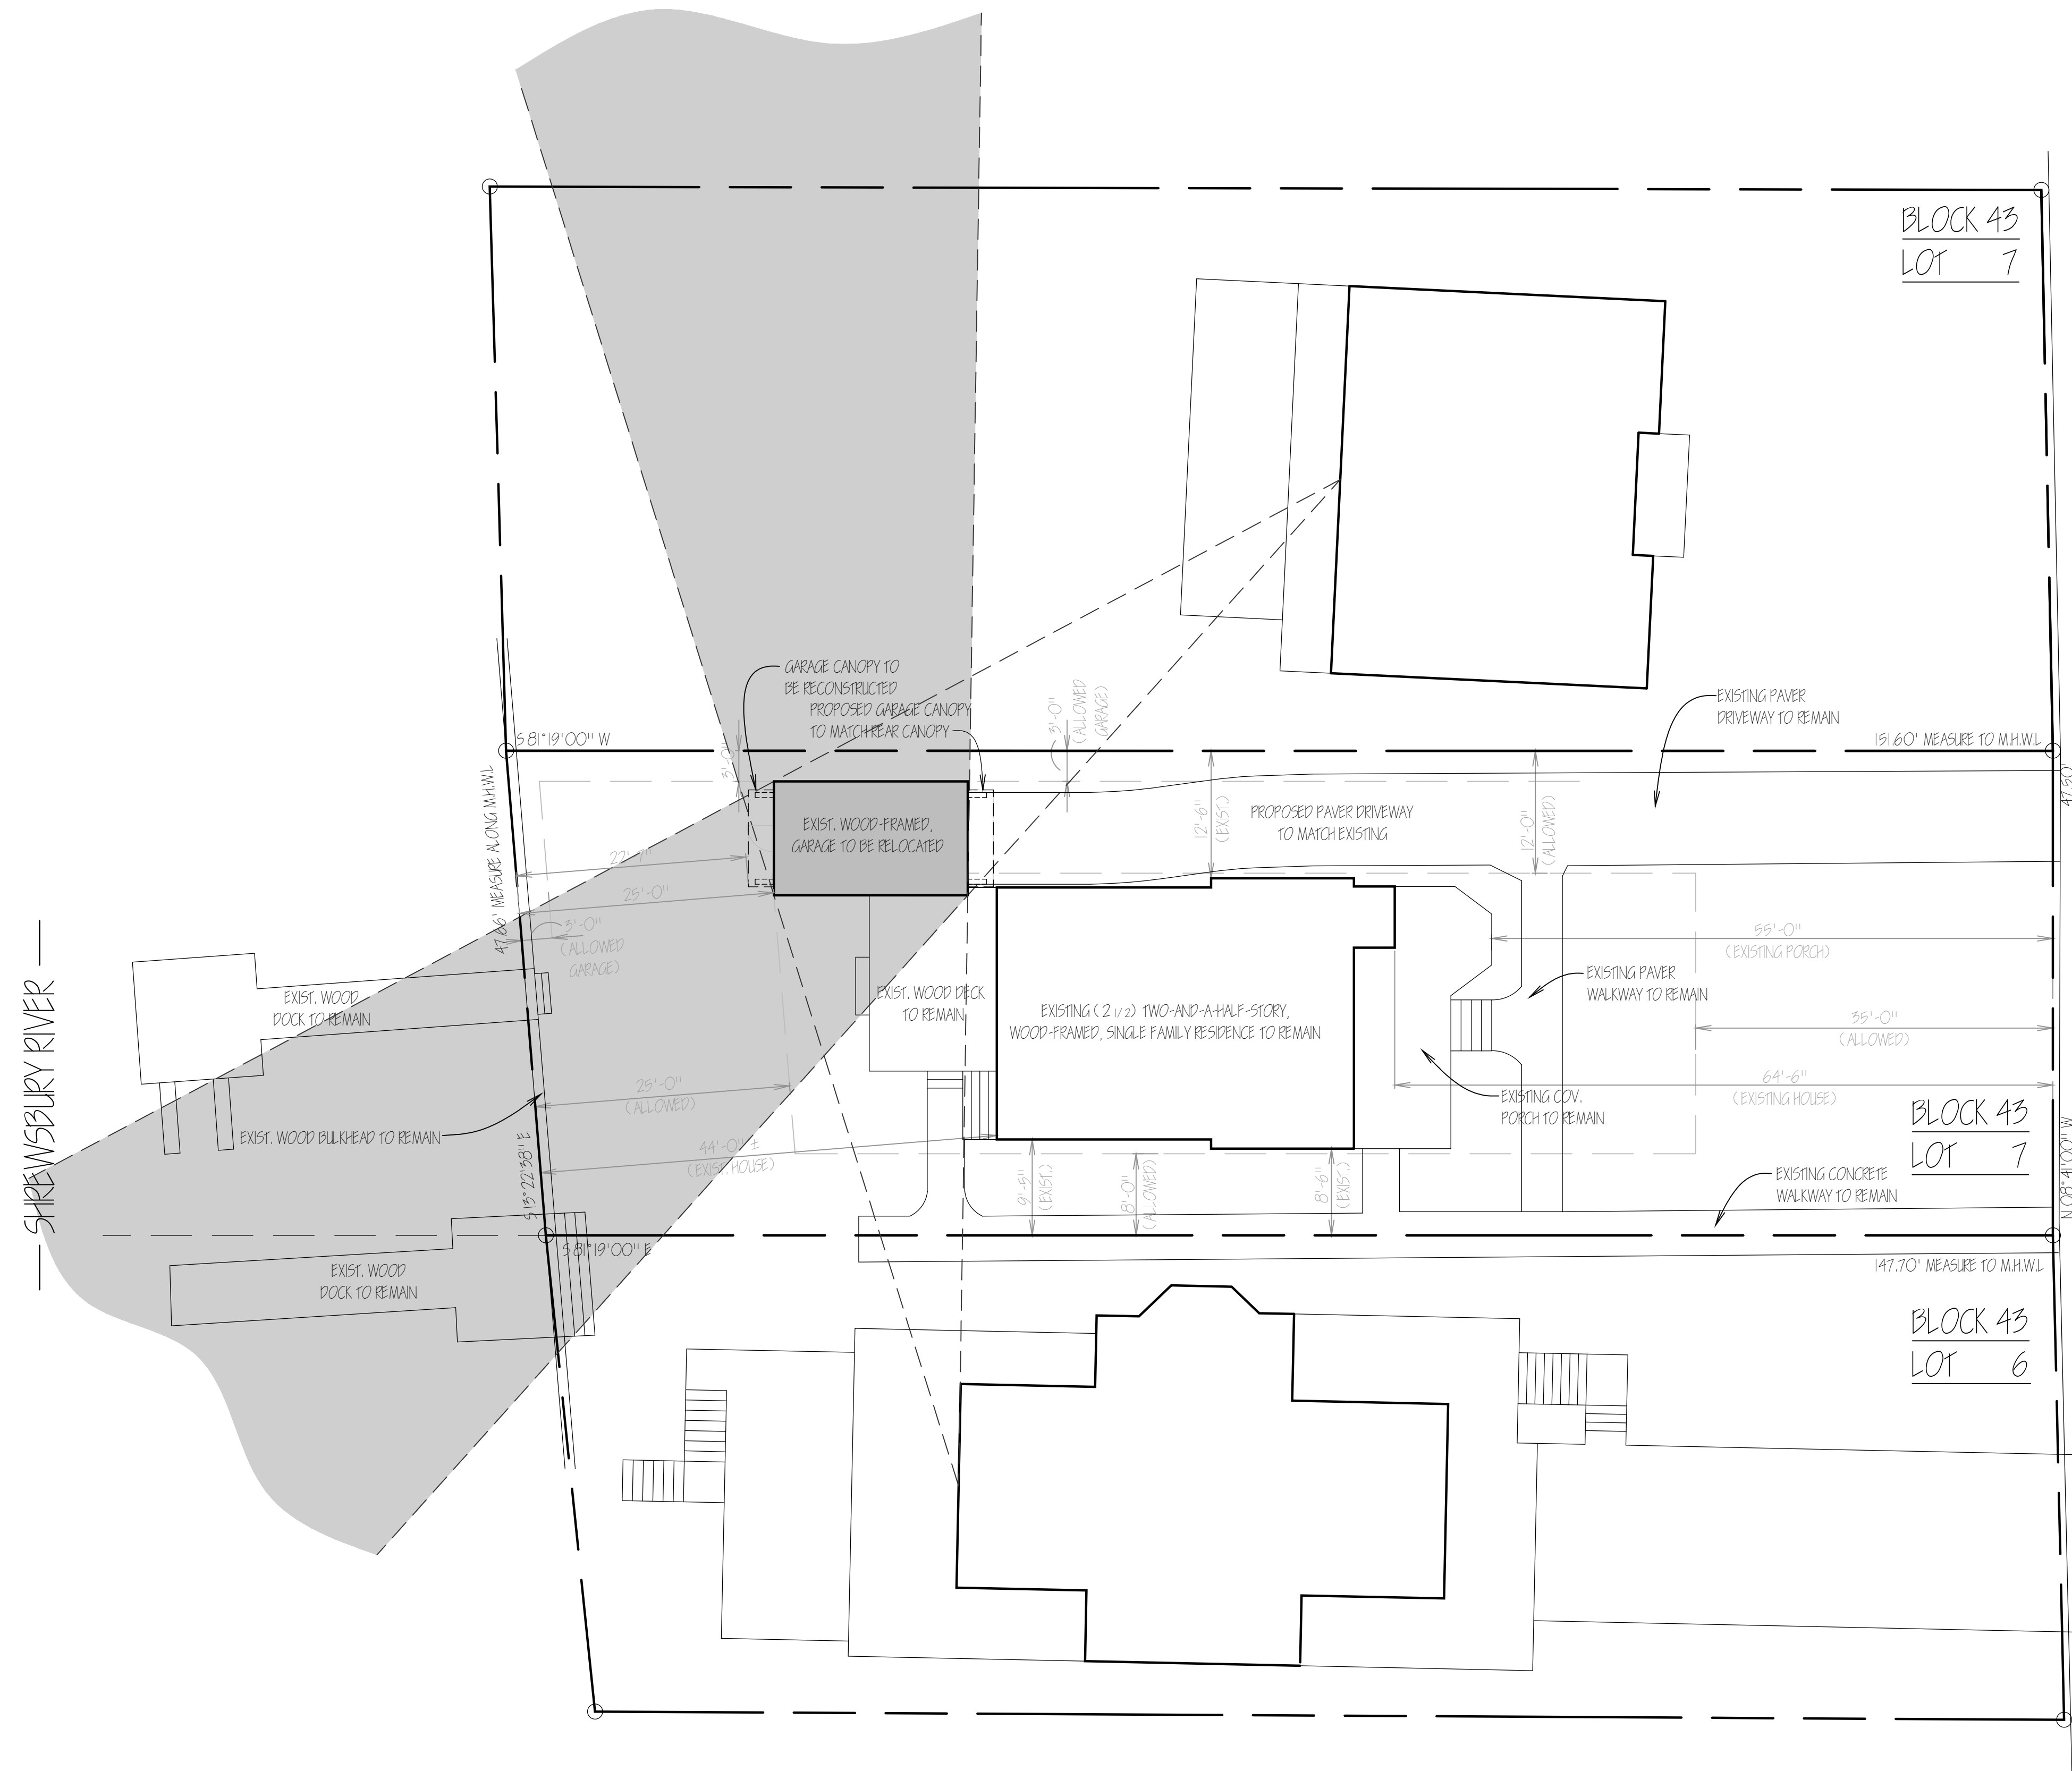 BLOCK 43
LOT 7
GARAGE CANOPY TO
BE RECONSTRUCTED
PROPOSED GARAGE CANOPY
TO MATCH REAR CANOPY
3'-0"
(ALLOWED
GARAGE)
EXISTING PAVER
DRIVEWAY TO REMAIN
S 81°19'00" W
151.60' MEASURE TO M.H.W.L
3'-0"
47.50'
47.66' MEASURE ALONG M.H.W.L
EXIST. WOOD-FRAMED,
GARAGE TO BE RELOCATED
12'-6"
(EXIST.)
PROPOSED PAVER DRIVEWAY
TO MATCH EXISTING
12'-0"
(ALLOWED)
22'-7"
25'-0"
3'-0"
(ALLOWED
GARAGE)
55'-0"
(EXISTING PORCH)
SHREWSBURY RIVER
EXIST. WOOD
DOCK TO REMAIN
EXIST. WOOD DECK
TO REMAIN
EXISTING (2 1/2) TWO-AND-A-HALF-STORY,
WOOD-FRAMED, SINGLE FAMILY RESIDENCE TO REMAIN
EXISTING PAVER
WALKWAY TO REMAIN
35'-0"
(ALLOWED)
25'-0"
(ALLOWED)
64'-6"
(EXISTING HOUSE)
EXISTING COV.
PORCH TO REMAIN
BLOCK 43
LOT 7
EXIST. WOOD BULKHEAD TO REMAIN
44'-0" ±
(EXIST. HOUSE)
S 13°22'38" E
9'-5"
(EXIST.)
8'-0"
(ALLOWED)
8'-6"
(EXIST.)
EXISTING CONCRETE
WALKWAY TO REMAIN
N 08°41'00" W
S 81°19'00" E
147.70' MEASURE TO M.H.W.L
EXIST. WOOD
DOCK TO REMAIN
BLOCK 43
LOT 6